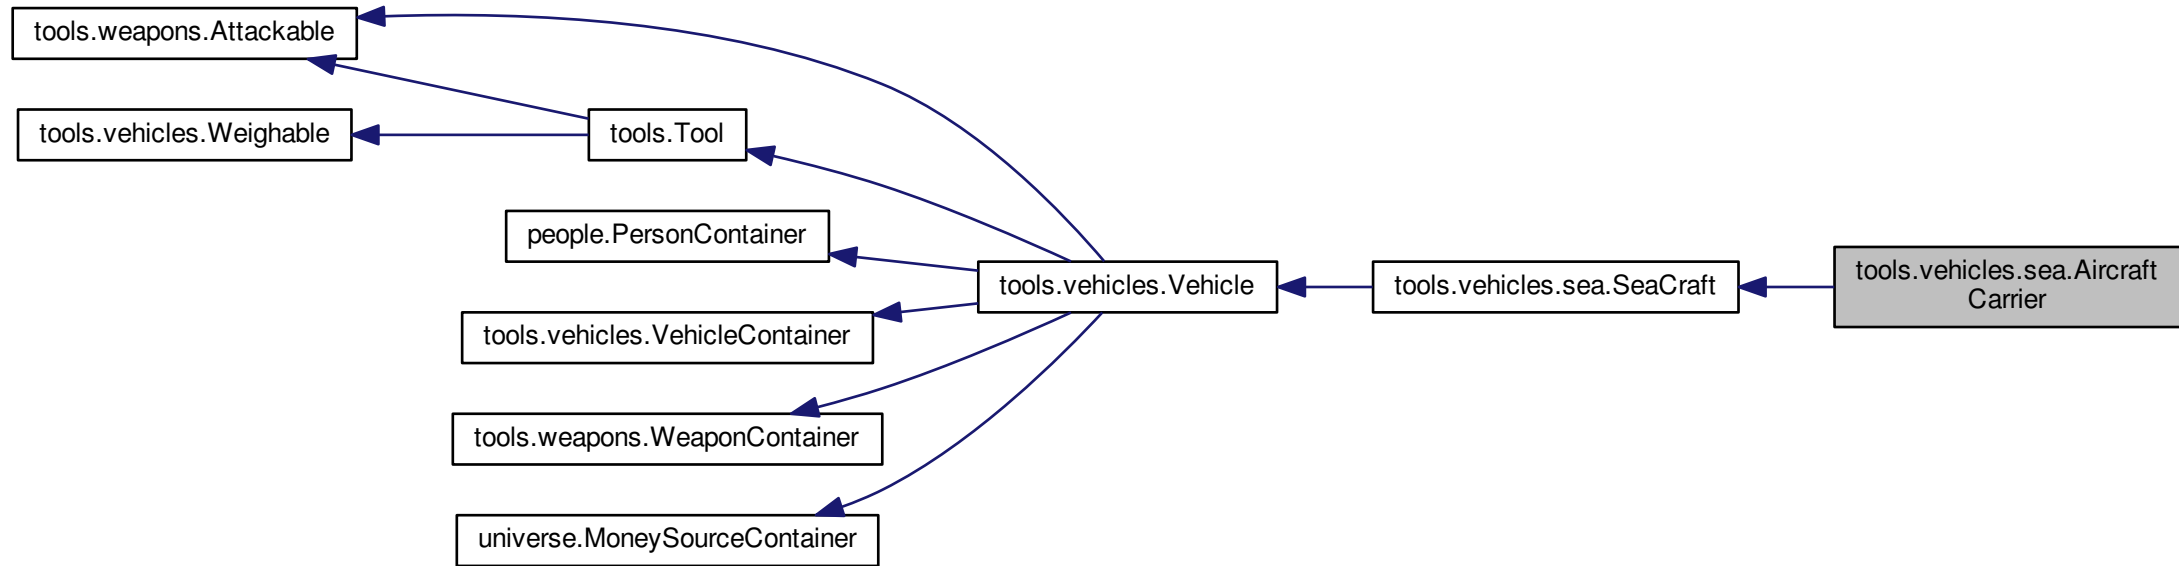 tools.weapons.Attackable
tools.vehicles.Weighable
tools.Tool
people.PersonContainer
tools.vehicles.VehicleContainer
tools.weapons.WeaponContainer
universe.MoneySourceContainer
tools.vehicles.Vehicle
tools.vehicles.sea.SeaCraft
tools.vehicles.sea.Aircraft
Carrier